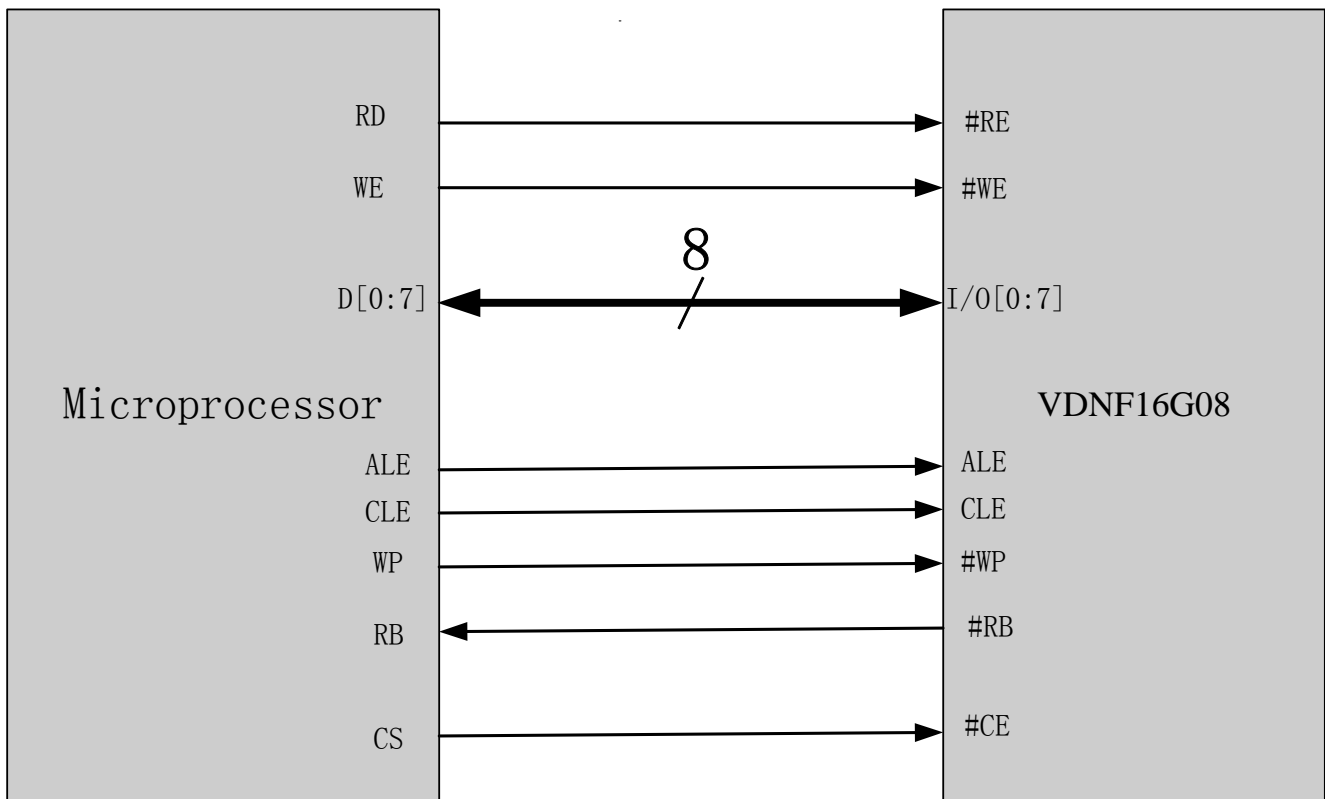 RD
#RE
WE
#WE
8
D[0:7]
I/O[0:7]
Microprocessor
VDNF16G08
ALE
ALE
CLE
CLE
WP
#WP
RB
#RB
CS
#CE